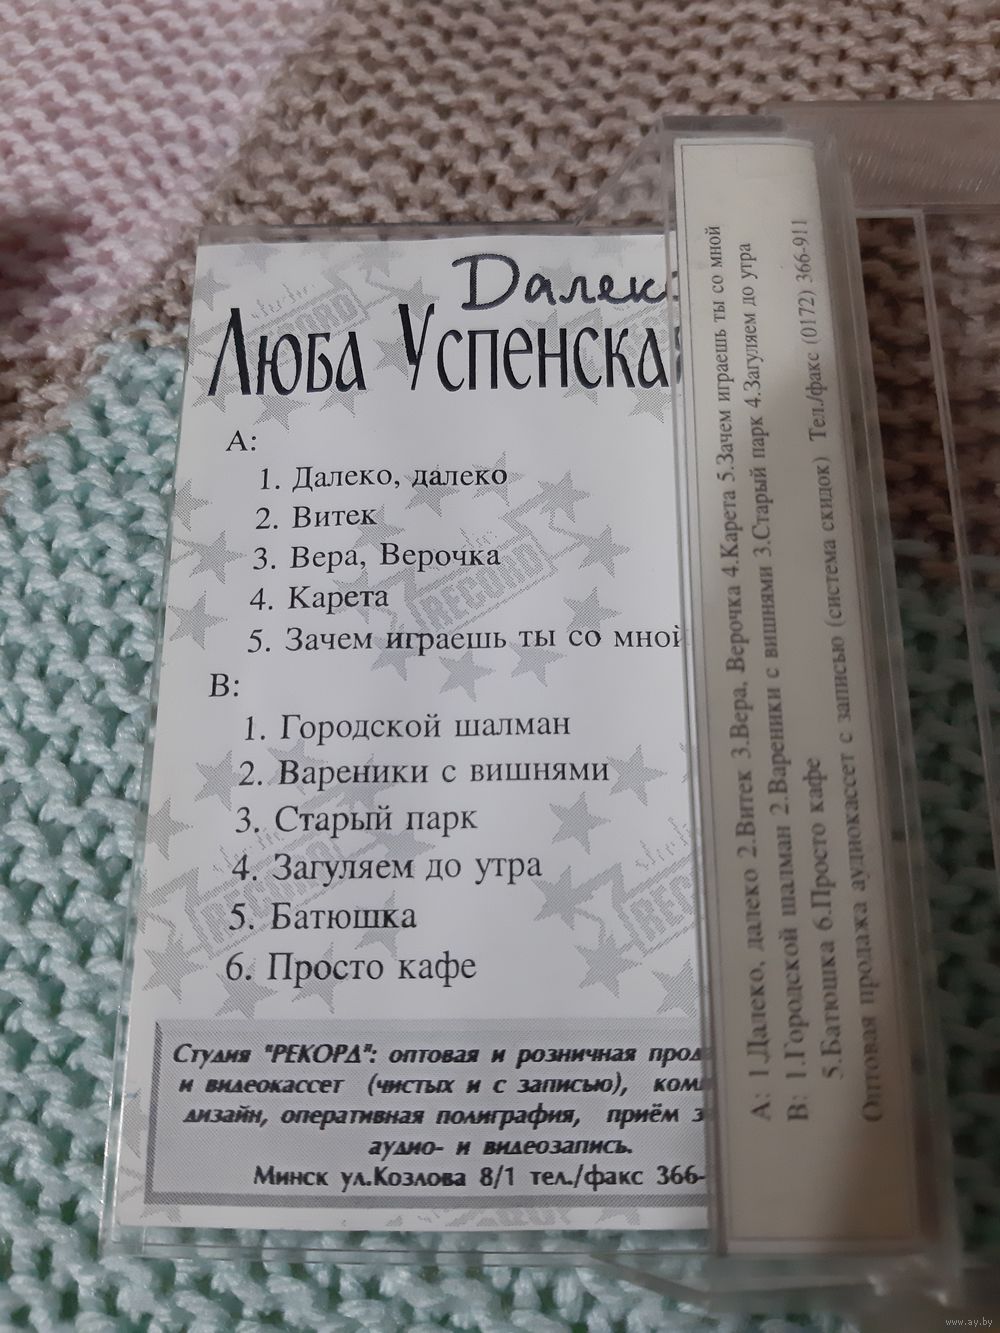 Люба Успенская
А:
1. Далеко, далеко
2. Витек
3. Вера, Верочка
4. Карета
5. Зачем играешь ты со мной
В:
1. Городской шалман
2. Вареники с вишнями
3. Старый парк
4. Загуляем до утра
5. Батюшка
6. Просто кафе
Студия "РЕКОРД": оптовая и розничная
и видеокассет (чистых и с записью),
дизайн, оперативная полиграфия, приём
аудио- и видеозапись.
Минск ул.Козлова 8/1 тел./факс 366-
А: 1.Далеко, далеко 2.Витек 3.Вера, Верочка 4.Карета 5.Зачем играешь ты со мной
В: 1.Городской шалман 2.Вареники с вишнями 3.Старый парк 4.Загуляем до утра
5.Батюшка 6.Просто кафе
Оптовая продажа аудиокассет с записью (система скидок) Тел./факс (0172) 366-911
RECORD
www.ay.by